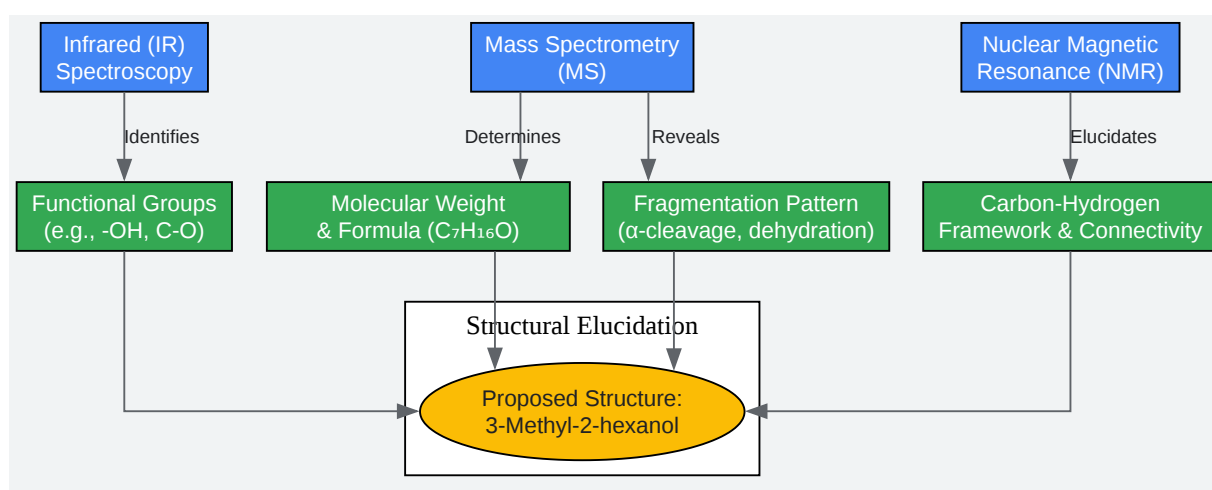 Infrared (IR)
Spectroscopy
Mass Spectrometry
(MS)
Nuclear Magnetic
Resonance (NMR)
Identifies
Determines
Reveals
Elucidates
Functional Groups
(e.g., -OH, C-O)
Molecular Weight
& Formula (C₇H₁₆O)
Fragmentation Pattern
(α-cleavage, dehydration)
Carbon-Hydrogen
Framework & Connectivity
Structural Elucidation
Proposed Structure:
3-Methyl-2-hexanol